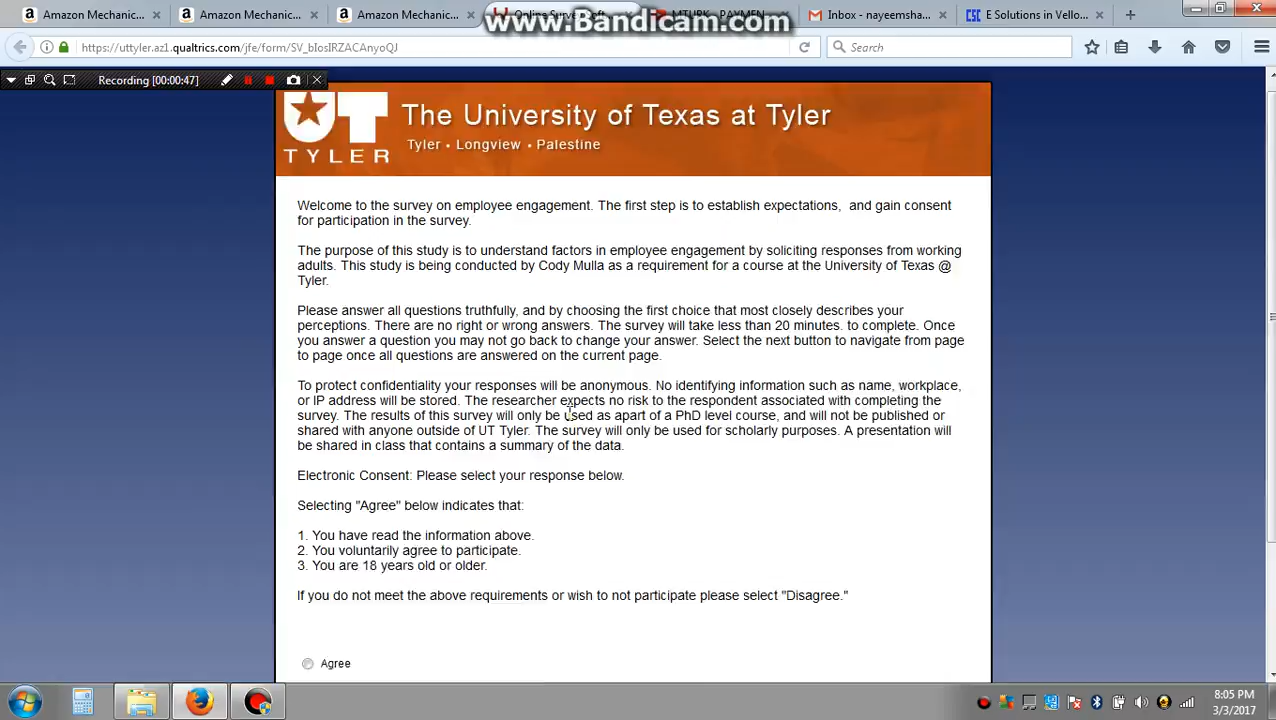 Amazon Mechanic...
Amazon Mechanic...
Amazon Mechanic...
www.Bandicam.com
Inbox - nayeemsha...
E Solutions in Vello...
https://uttyler.az1.qualtrics.com/jfe/form/SV_bIosIRZACAnyoQJ
Search
Recording [00:00:47]
UT
TYLER
The University of Texas at Tyler
Tyler • Longview • Palestine
Welcome to the survey on employee engagement. The first step is to establish expectations, and gain consent
for participation in the survey.
The purpose of this study is to understand factors in employee engagement by soliciting responses from working
adults. This study is being conducted by Cody Mulla as a requirement for a course at the University of Texas @
Tyler.
Please answer all questions truthfully, and by choosing the first choice that most closely describes your
perceptions. There are no right or wrong answers. The survey will take less than 20 minutes. to complete. Once
you answer a question you may not go back to change your answer. Select the next button to navigate from page
to page once all questions are answered on the current page.
To protect confidentiality your responses will be anonymous. No identifying information such as name, workplace,
or IP address will be stored. The researcher expects no risk to the respondent associated with completing the
survey. The results of this survey will only be used as apart of a PhD level course, and will not be published or
shared with anyone outside of UT Tyler. The survey will only be used for scholarly purposes. A presentation will
be shared in class that contains a summary of the data.
Electronic Consent: Please select your response below.
Selecting "Agree" below indicates that:
1. You have read the information above.
2. You voluntarily agree to participate.
3. You are 18 years old or older.
If you do not meet the above requirements or wish to not participate please select "Disagree."
Agree
8:05 PM
3/3/2017